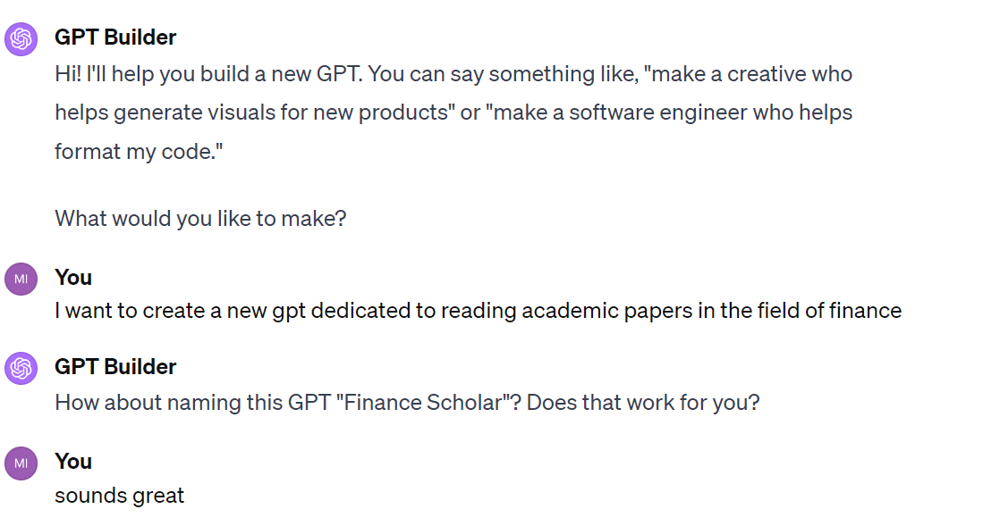 GPT Builder
Hi! I'll help you build a new GPT. You can say something like, "make a creative who
helps generate visuals for new products" or "make a software engineer who helps
format my code."
What would you like to make?
MI
You
I want to create a new gpt dedicated to reading academic papers in the field of finance
GPT Builder
How about naming this GPT "Finance Scholar"? Does that work for you?
MI
You
sounds great